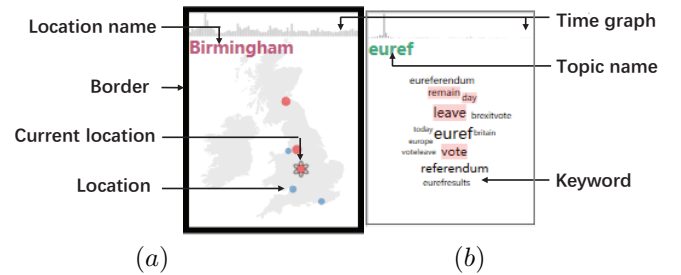 Location name
Time graph
Birmingham
euref
Topic name
Border
eureferendum
remain day
leave brexitvote
today euref britain
europe
voteleave vote
referendum
eurefresults
Current location
Location
Keyword
(a)
(b)